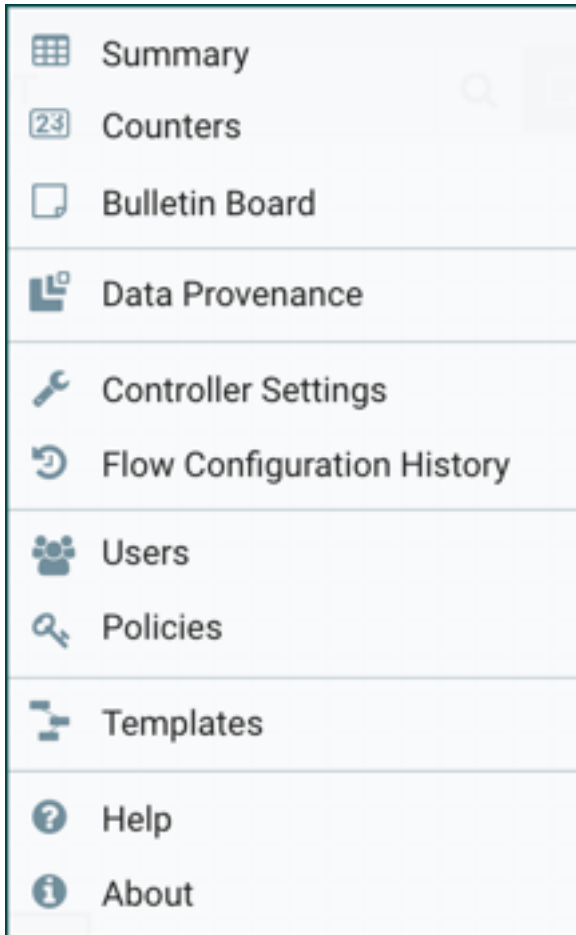 Summary
23 Counters
Bulletin Board
Data Provenance
Controller Settings
Flow Configuration History
Users
Policies
Templates
? Help
i About